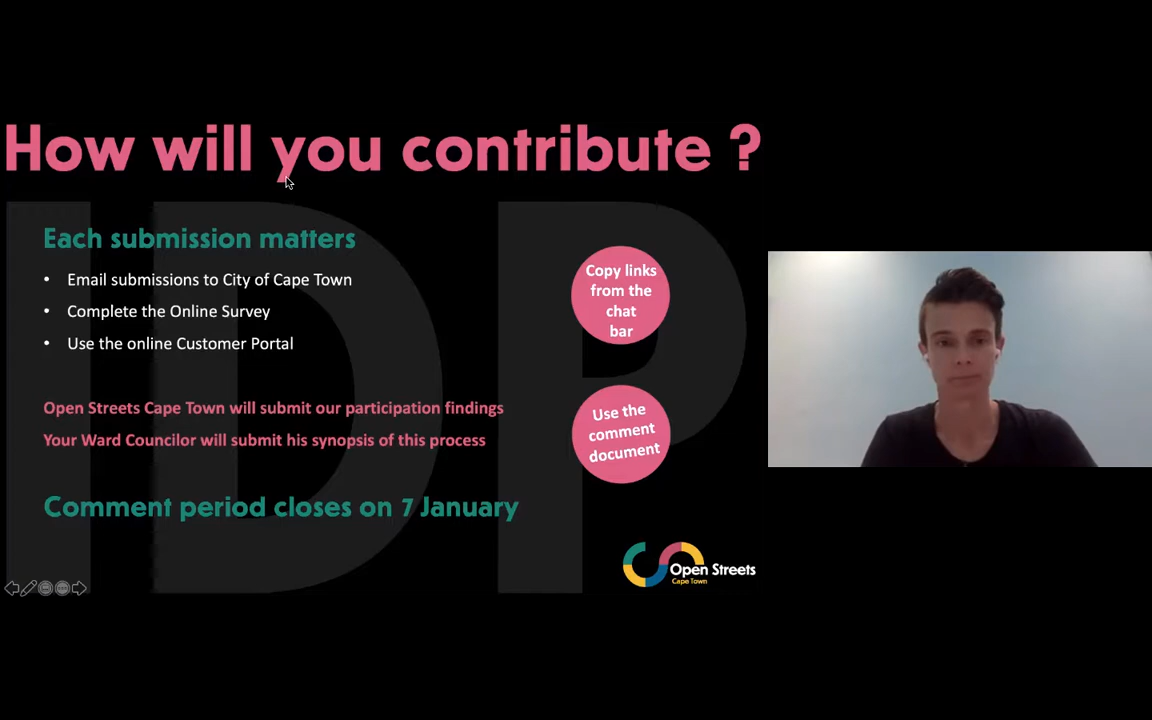 How will you contribute ?
IDP
Each submission matters
• Email submissions to City of Cape Town
• Complete the Online Survey
• Use the online Customer Portal
Open Streets Cape Town will submit our participation findings
Your Ward Councilor will submit his synopsis of this process
Comment period closes on 7 January
Copy links
from the
chat
bar
Use the
comment
document
Open Streets
Cape Town